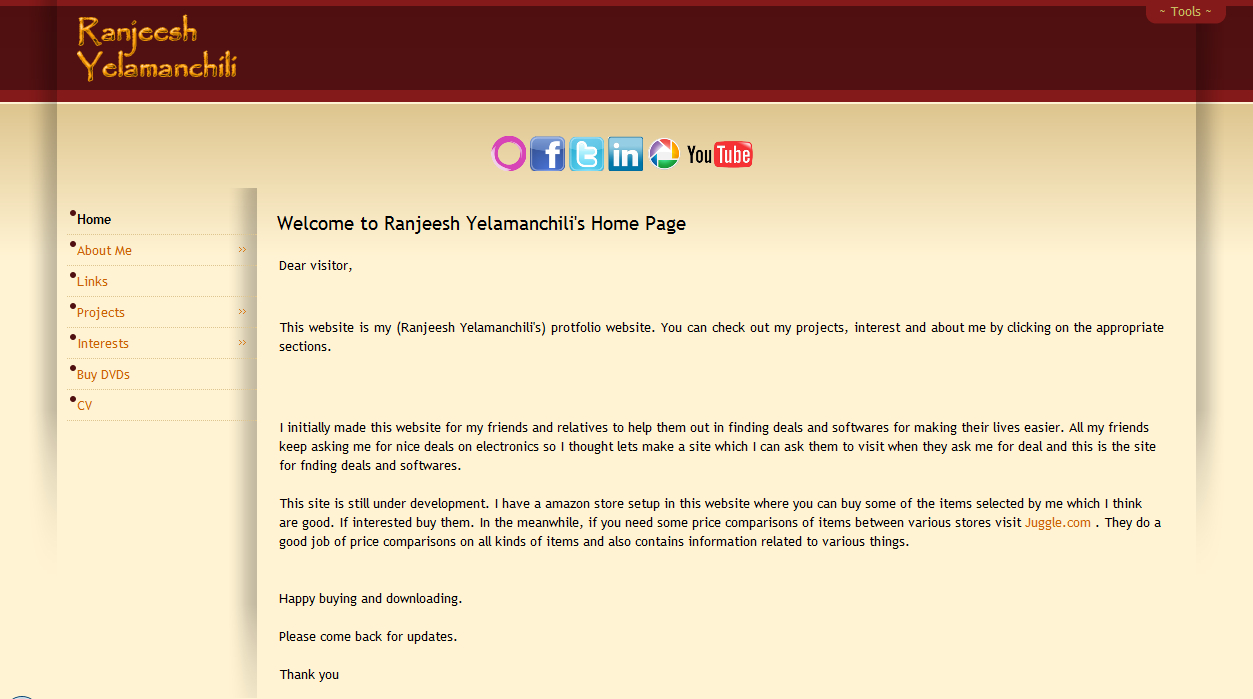 ~ Tools ~
Ranjeesh
Yelamanchili
f t in You Tube
Home
About Me »
Links
Projects »
Interests »
Buy DVDs
CV
Welcome to Ranjeesh Yelamanchili's Home Page
Dear visitor,
This website is my (Ranjeesh Yelamanchili's) protfolio website. You can check out my projects, interest and about me by clicking on the appropriate
sections.
I initially made this website for my friends and relatives to help them out in finding deals and softwares for making their lives easier. All my friends
keep asking me for nice deals on electronics so I thought lets make a site which I can ask them to visit when they ask me for deal and this is the site
for fnding deals and softwares.
This site is still under development. I have a amazon store setup in this website where you can buy some of the items selected by me which I think
are good. If interested buy them. In the meanwhile, if you need some price comparisons of items between various stores visit Juggle.com . They do a
good job of price comparisons on all kinds of items and also contains information related to various things.
Happy buying and downloading.
Please come back for updates.
Thank you